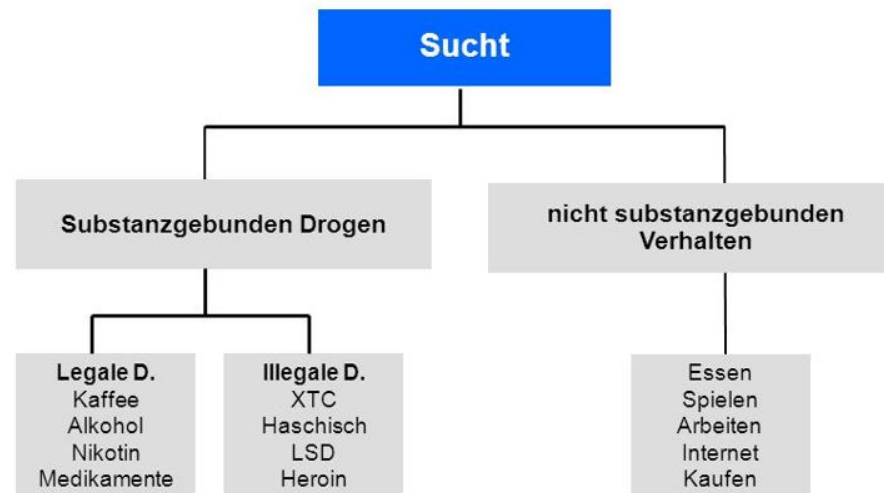 Sucht
Substanzgebunden Drogen
nicht substanzgebunden
Verhalten
Legale D.
Kaffee
Alkohol
Nikotin
Medikamente
Illegale D.
XTC
Haschisch
LSD
Heroin
Essen
Spielen
Arbeiten
Internet
Kaufen